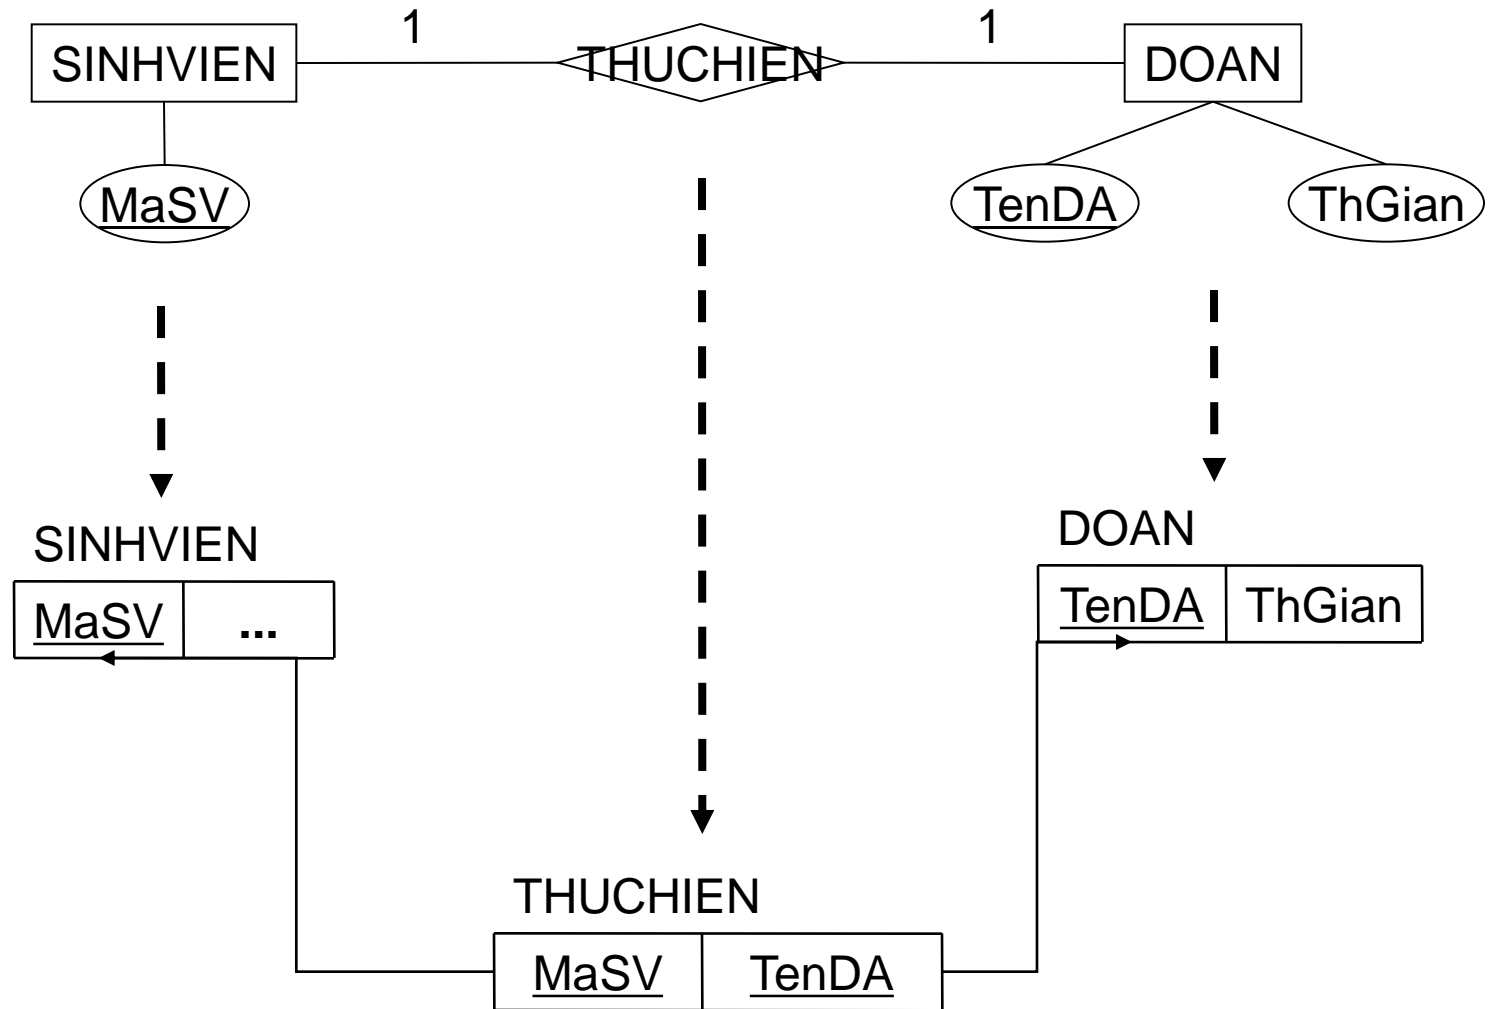 1 1
SINHVIEN THUCHIEN DOAN
MaSV TenDA ThGian
SINHVIEN DOAN
MaSV ... TenDA ThGian
THUCHIEN
MaSV TenDA